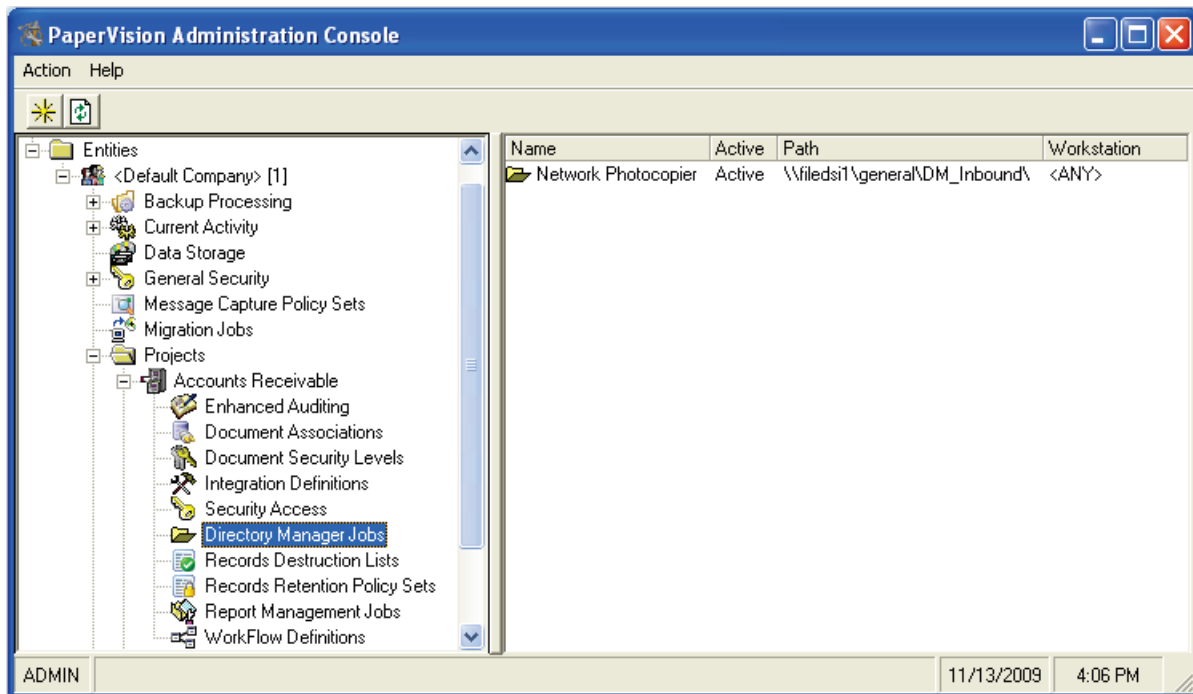 PaperVision Administration Console
Action Help
Entities
<Default Company> [1]
Backup Processing
Current Activity
Data Storage
General Security
Message Capture Policy Sets
Migration Jobs
Projects
Accounts Receivable
Enhanced Auditing
Document Associations
Document Security Levels
Integration Definitions
Security Access
Directory Manager Jobs
Records Destruction Lists
Records Retention Policy Sets
Report Management Jobs
WorkFlow Definitions
Name Active Path Workstation
Network Photocopier Active \\filedsi1\general\DM_Inbound\ <ANY>
ADMIN 11/13/2009 4:06 PM